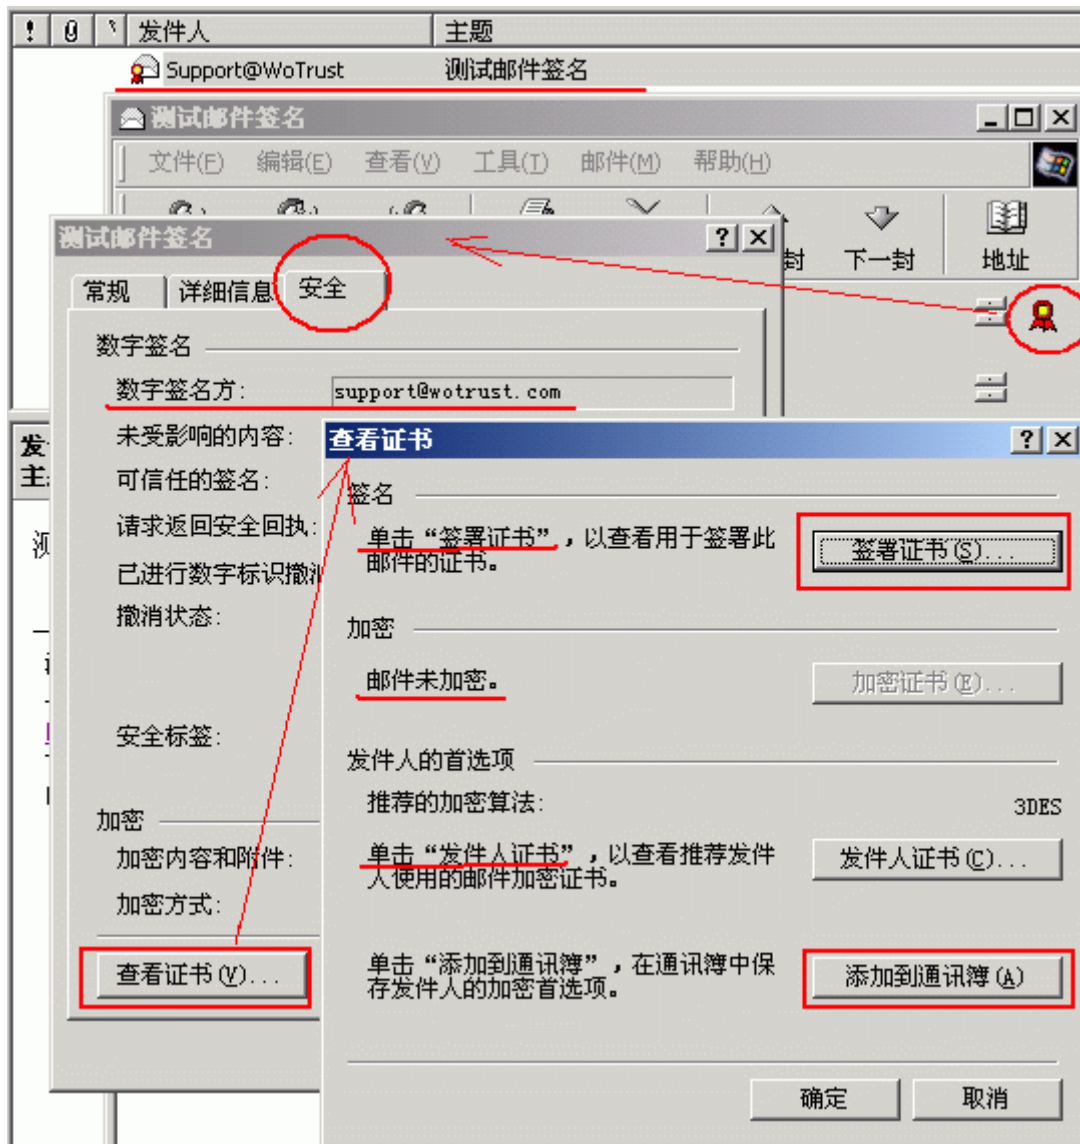 发件人 主题
Support@WoTrust 测试邮件签名
测试邮件签名
文件(F) 编辑(E) 查看(V) 工具(T) 邮件(M) 帮助(H)
封 下一封 地址
测试邮件签名
常规 详细信息 安全
数字签名
数字签名方: support@wotrust.com
未受影响的内容:
可信任的签名:
请求返回安全回执:
已进行数字标识撤消
撤消状态:
安全标签:
加密
加密内容和附件:
加密方式:
查看证书(V)...
发
主
测
查看证书
签名
单击“签署证书”,以查看用于签署此
邮件的证书。
签署证书(S)...
加密
邮件未加密。
加密证书(E)...
发件人的首选项
推荐的加密算法: 3DES
单击“发件人证书”,以查看推荐发件
人使用的邮件加密证书。
发件人证书(C)...
单击“添加到通讯簿”,在通讯簿中保
存发件人的加密首选项。
添加到通讯簿(A)
确定 取消